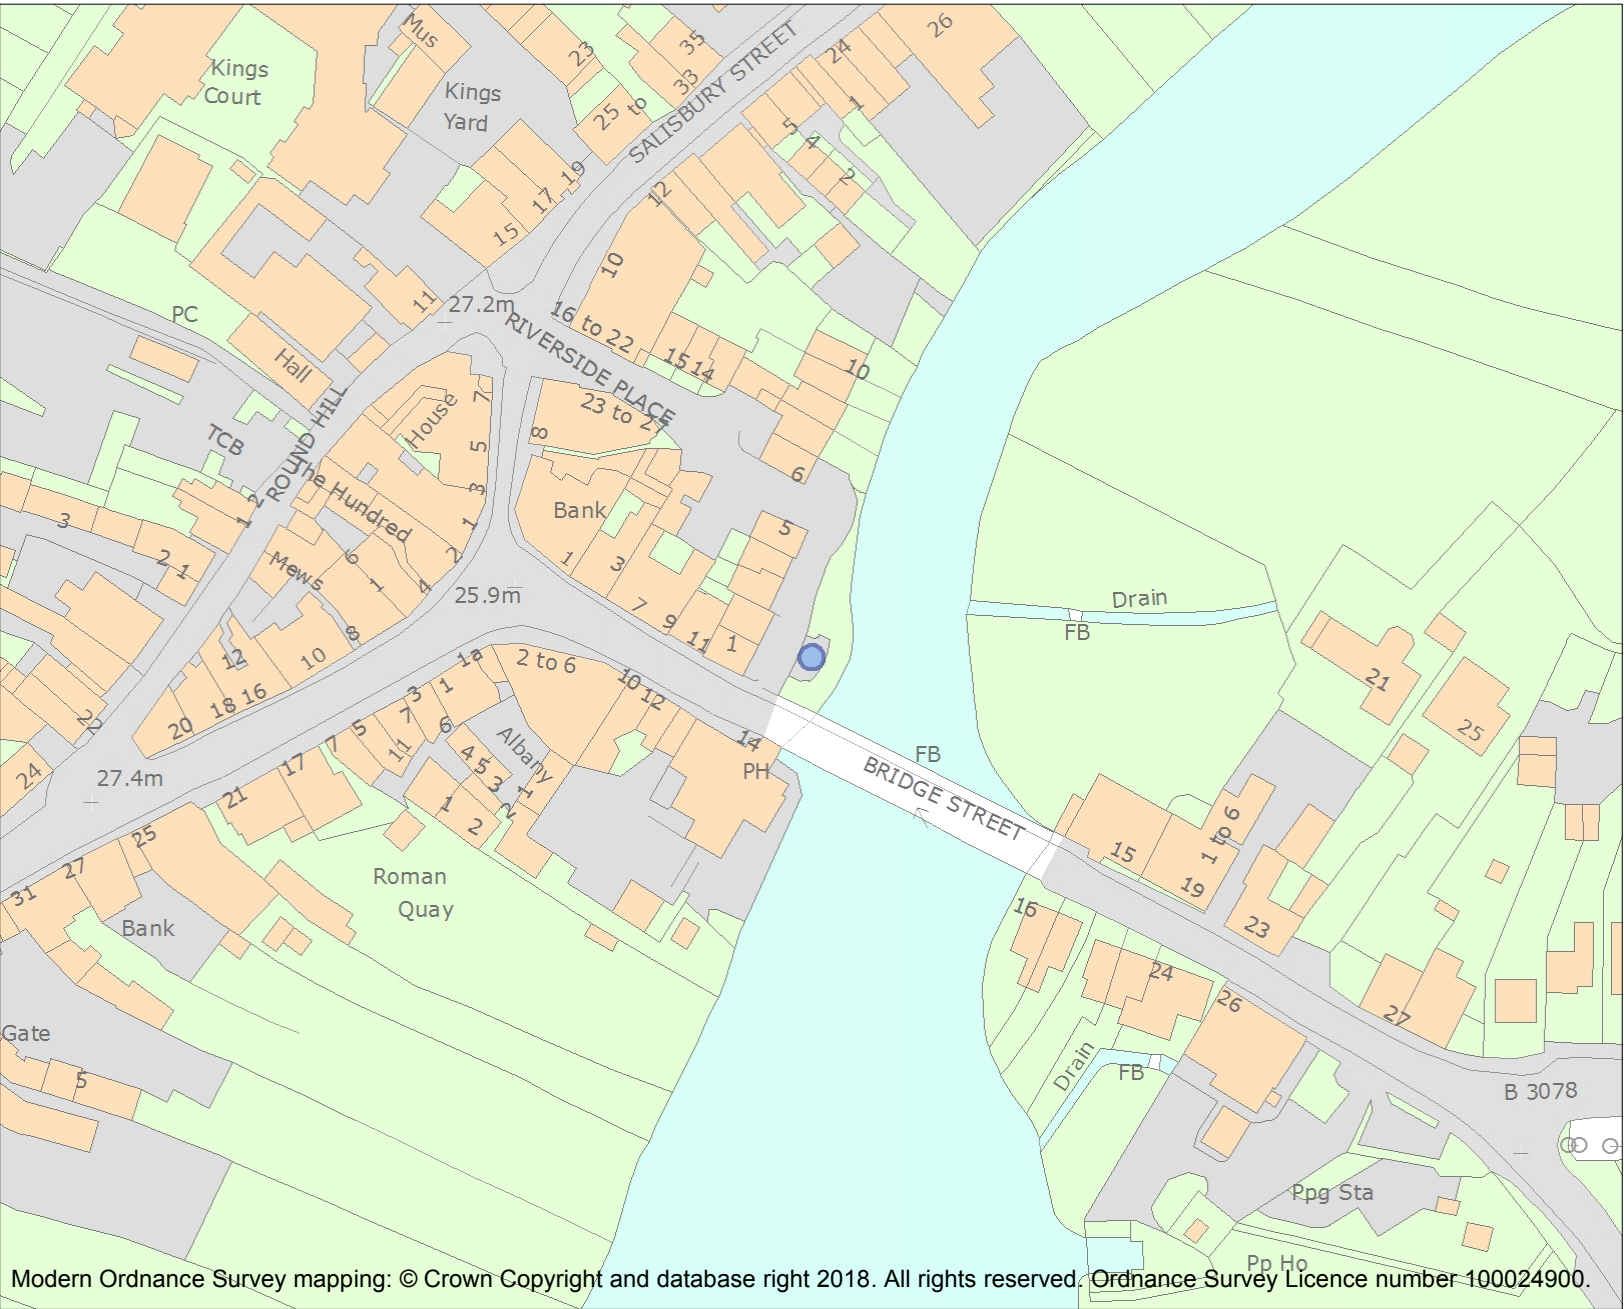 Mus
26
35
23
24
Kings
Court
SALISBURY STREET
33
Kings
Yard
25 to
1
5
4
19
2
17
12
15
10
11
27.2m
16 to 22
PC
RIVERSIDE PLACE
Hall
15 14
10
7
House
23 to 27
8
TCB
ROUND HILL
5
6
The Hundred
3
Bank
1 2
3
1
5
2
6
Mews
1
3
2 1
1
4
25.9m
7
Drain
9
FB
8
11
1
12
10
1a
2 to 6
21
18 16
3
1
10 12
22
20
7
6
5
Albany
14
25
7
11
4
FB
24
27.4m
17
5
PH
BRIDGE STREET
3
1
21
1
2
2
1 to 6
25
15
27
Roman
Quay
19
31
16
23
Bank
24
26
27
Gate
Drain
FB
5
B 3078
Ppg Sta
Pp Ho
Modern Ordnance Survey mapping: © Crown Copyright and database right 2018. All rights reserved. Ordnance Survey Licence number 100024900.